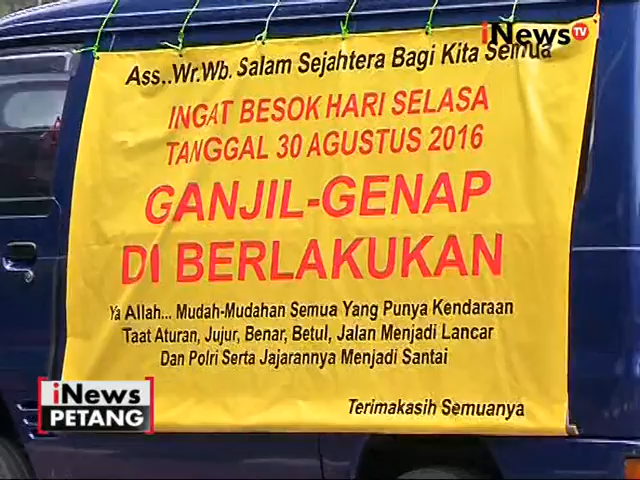 iNews TV
Ass..Wr.Wb. Salam Sejahtera Bagi Kita Semua
INGAT BESOK HARI SELASA
TANGGAL 30 AGUSTUS 2016
GANJIL-GENAP
DI BERLAKUKAN
Ya Allah... Mudah-Mudahan Semua Yang Punya Kendaraan
Taat Aturan, Jujur, Benar, Betul, Jalan Menjadi Lancar
Dan Polri Serta Jajarannya Menjadi Santai
Terimakasih Semuanya
iNews
PETANG